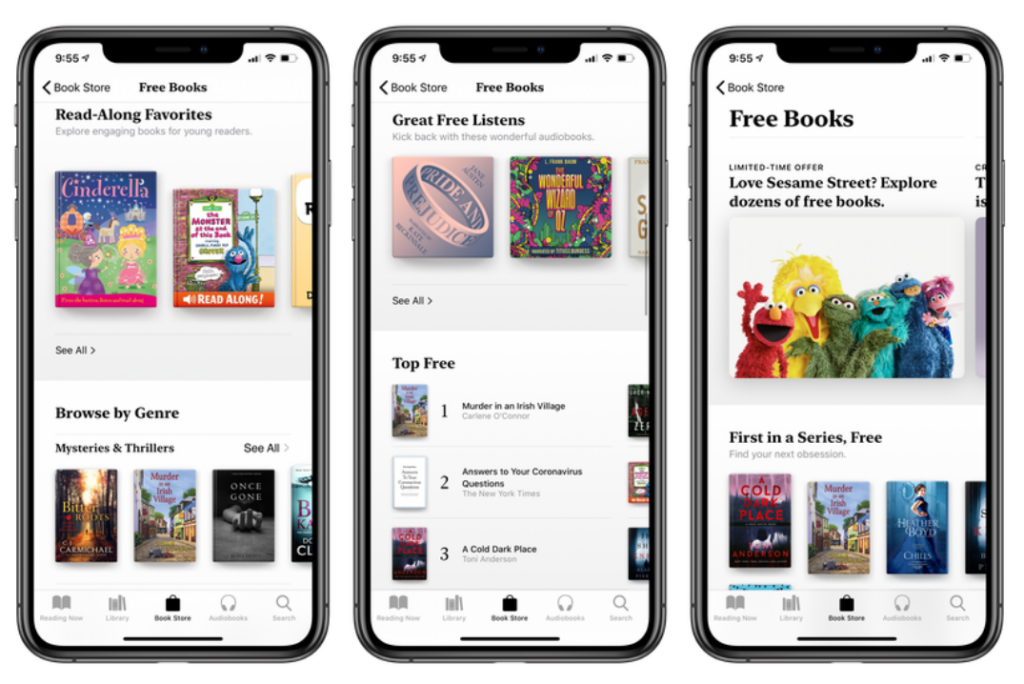 9:55
Book Store
Free Books
Read-Along Favorites
Explore engaging books for young readers.
Cinderella
the
MONSTER
at the end
of this Book
GROVER
READ ALONG!
See All >
Browse by Genre
Mysteries & Thrillers
See All >
Bitter
ROOTS
C.J.
CARMICHAEL
Murder
in an
Irish
Village
ONCE
GONE
Reading Now
Library
Book Store
Audiobooks
Search
9:55
Book Store
Free Books
Great Free Listens
Kick back with these wonderful audiobooks.
PRIDE AND
PREJUDICE
JANE
AUSTEN
KATE
BECKINSALE
L. FRANK BAUM
THE
WONDERFUL
WIZARD
OF
OZ
NARRATED BY TITUSS BURGESS
See All >
Top Free
1
Murder in an Irish Village
Carlene O'Connor
2
Answers to Your Coronavirus
Questions
The New York Times
3
A Cold Dark Place
Toni Anderson
Reading Now
Library
Book Store
Audiobooks
Search
9:55
Book Store
Free Books
LIMITED-TIME OFFER
Love Sesame Street? Explore
dozens of free books.
First in a Series, Free
Find your next obsession.
A
COLD
DARK
PLACE
ANDERSON
Murder
in an
Irish
Village
HEATHER
BOYD
CHILLS
Reading Now
Library
Book Store
Audiobooks
Search